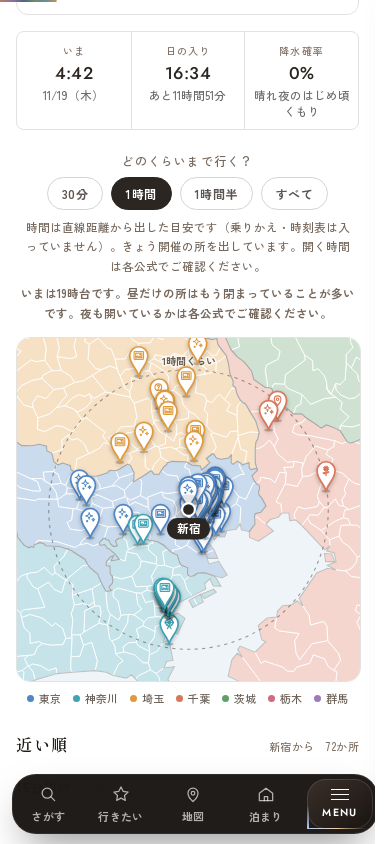 いま
4:42
11/19（木）
日の入り
16:34
あと11時間51分
降水確率
0%
晴れ夜のはじめ頃
くもり
どのくらいまで行く？
30分
1時間
1時間半
すべて
時間は直線距離から出した目安です（乗りかえ・時刻表は入
っていません）。きょう開催の所を出しています。開く時間
は各公式でご確認ください。
いまは19時台です。昼だけの所はもう閉まっていることが多い
です。夜も開いているかは各公式でご確認ください。
1時間くらい
新宿
東京
神奈川
埼玉
千葉
茨城
栃木
群馬
近い順
新宿から 72か所
さがす
行きたい
地図
泊まり
MENU